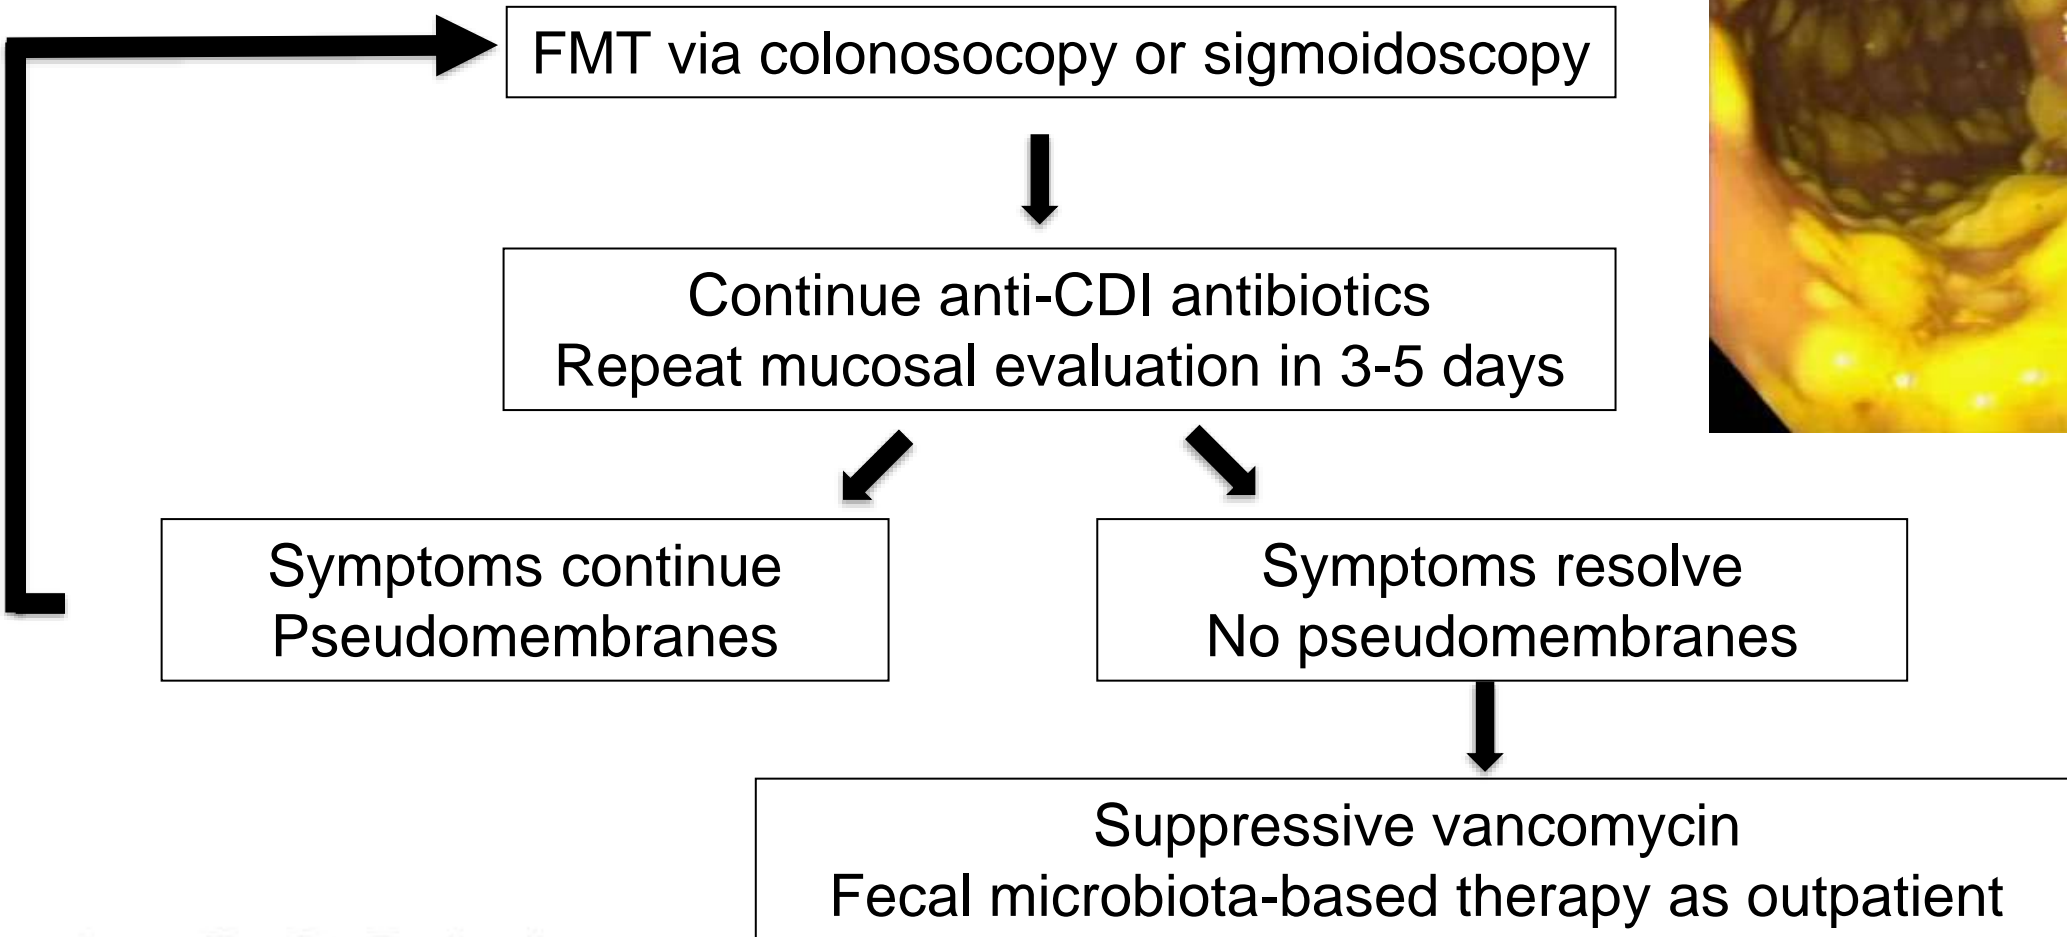 FMT via colonosocopy or sigmoidoscopy
Continue anti-CDI antibiotics
Repeat mucosal evaluation in 3-5 days
Symptoms continue
Pseudomembranes
Symptoms resolve
No pseudomembranes
Suppressive vancomycin
Fecal microbiota-based therapy as outpatient